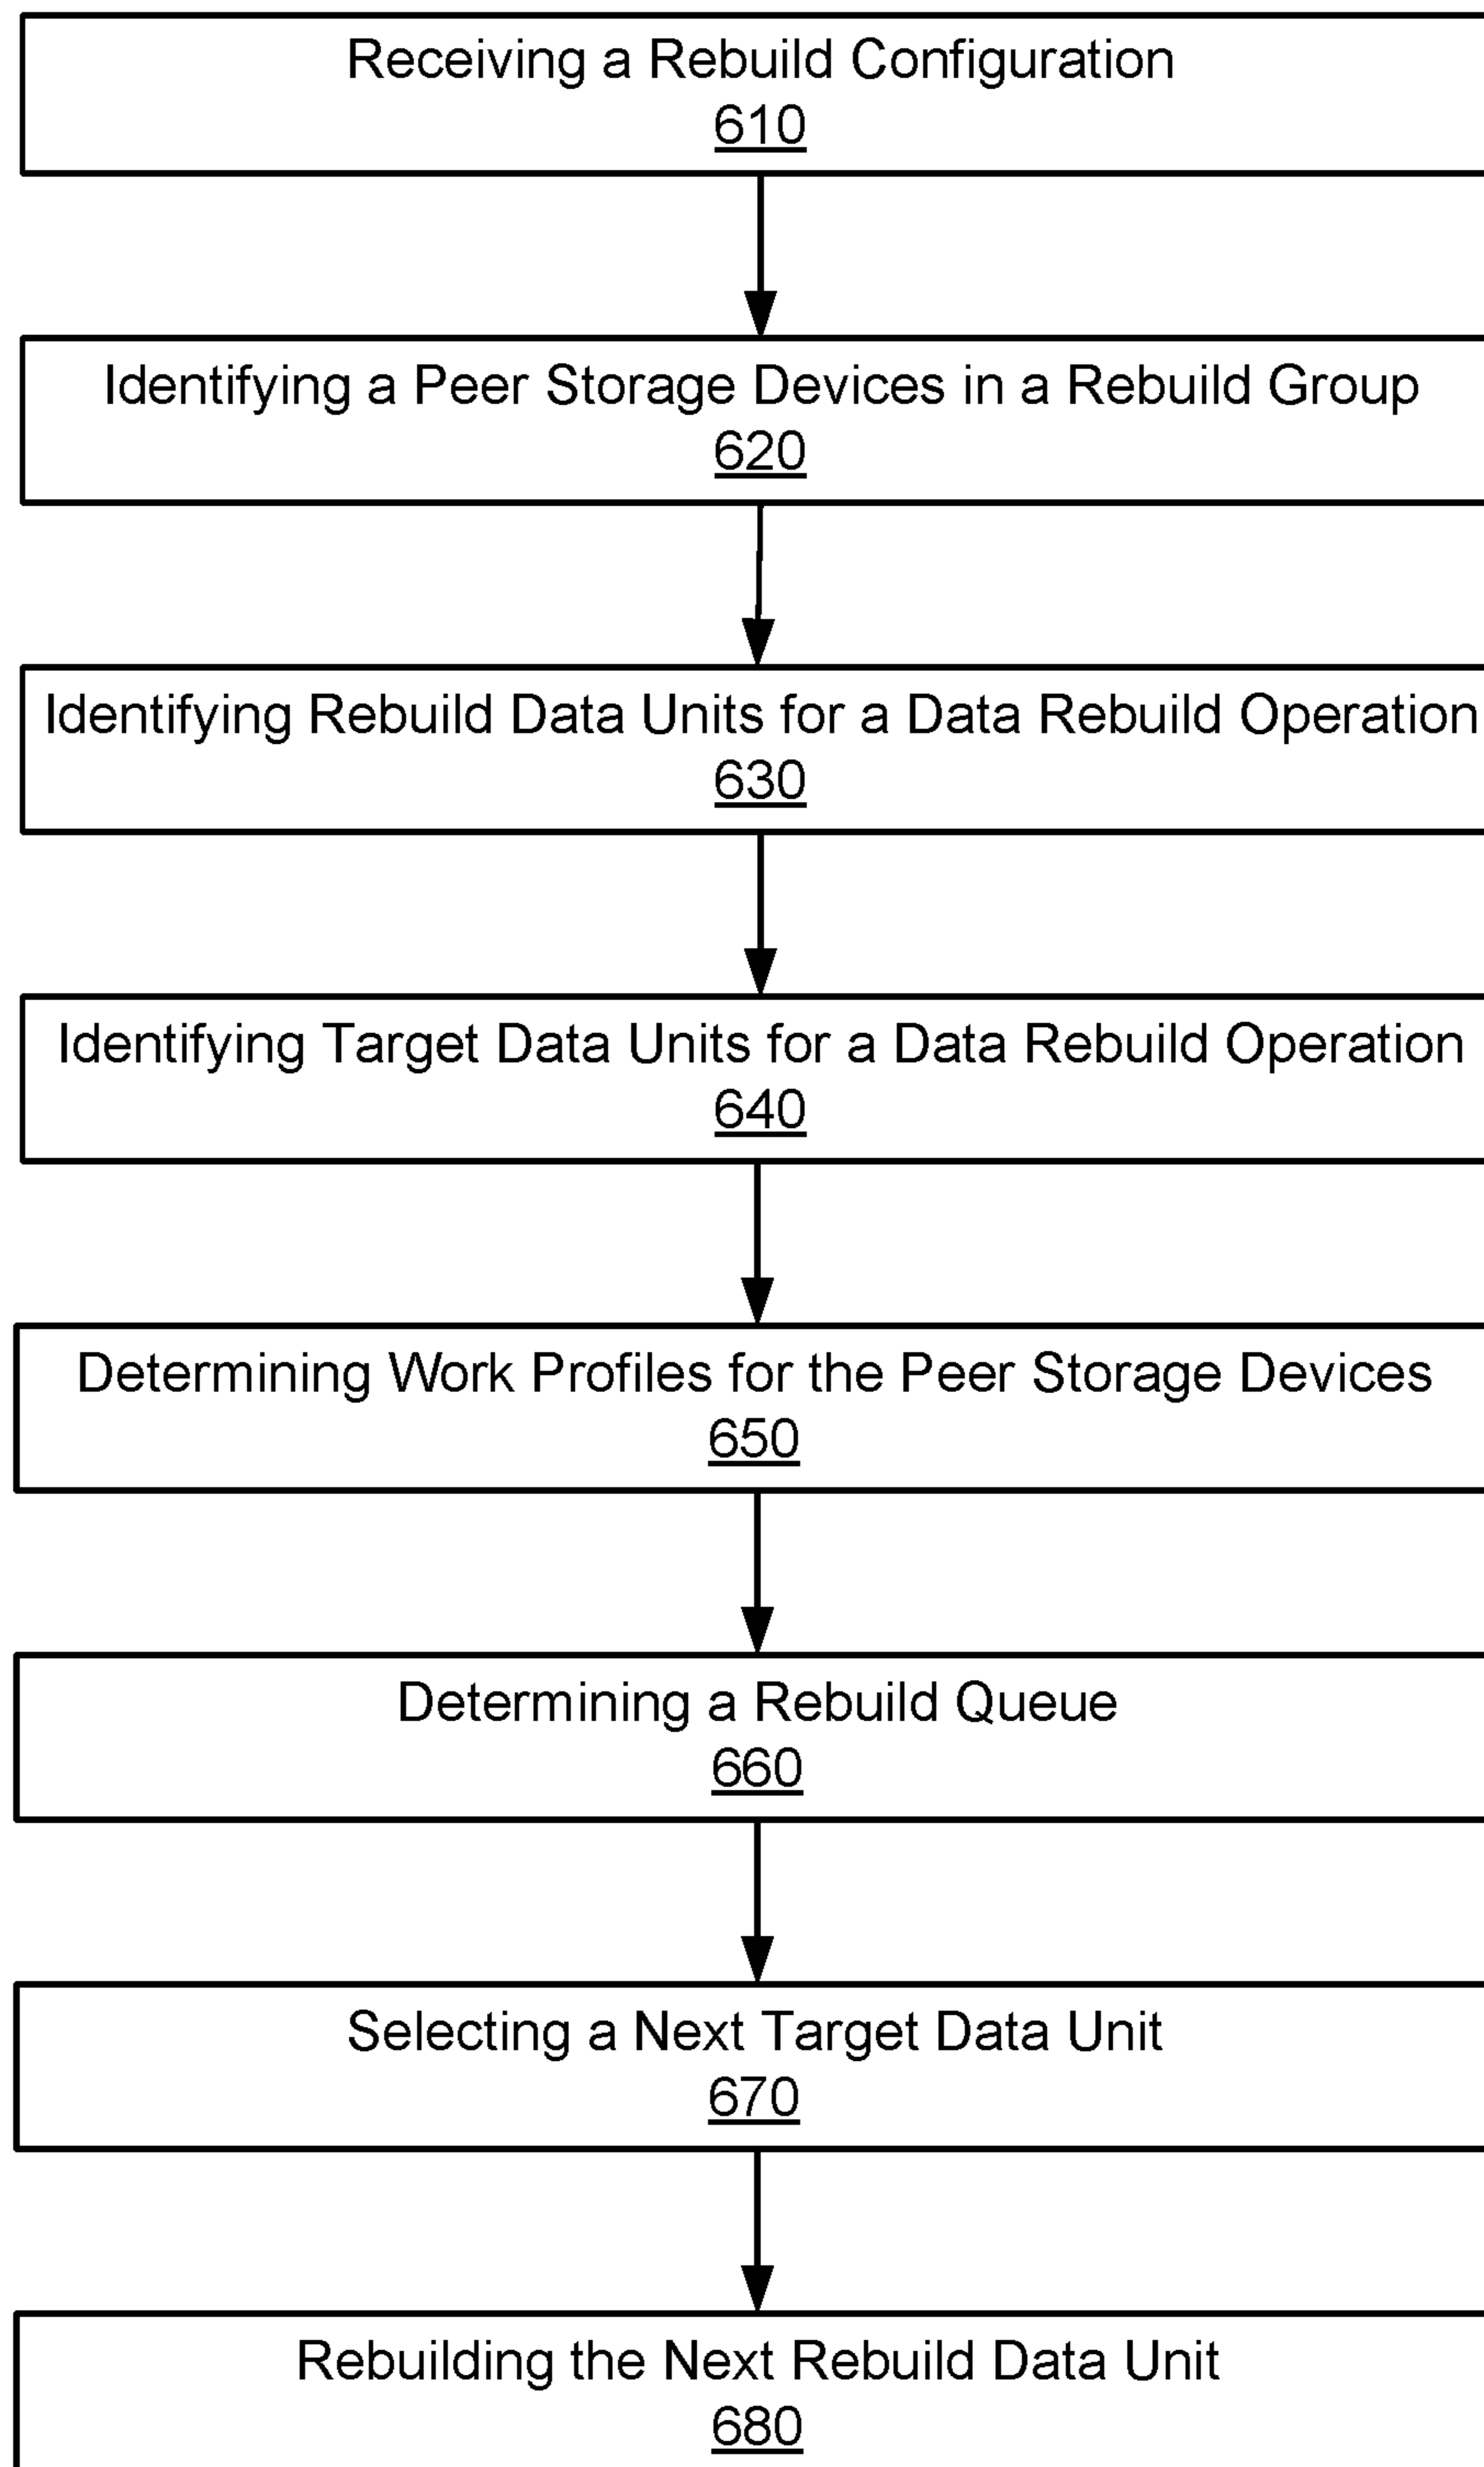 Receiving a Rebuild Configuration
610
Identifying a Peer Storage Devices in a Rebuild Group
620
Identifying Rebuild Data Units for a Data Rebuild Operation
630
Identifying Target Data Units for a Data Rebuild Operation
640
Determining Work Profiles for the Peer Storage Devices
650
Determining a Rebuild Queue
660
Selecting a Next Target Data Unit
670
Rebuilding the Next Rebuild Data Unit
680